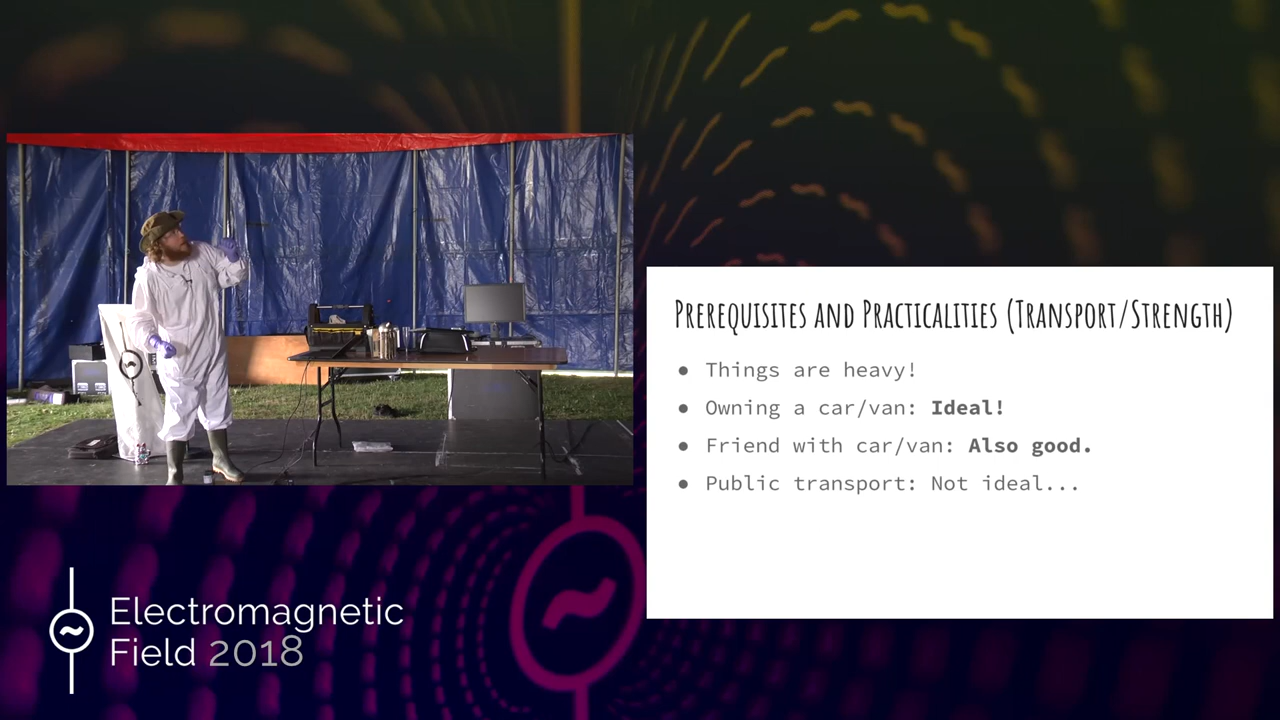 Prerequisites and Practicalities (Transport/Strength)
● Things are heavy!
● Owning a car/van: Ideal!
● Friend with car/van: Also good.
● Public transport: Not ideal...
Electromagnetic
Field 2018